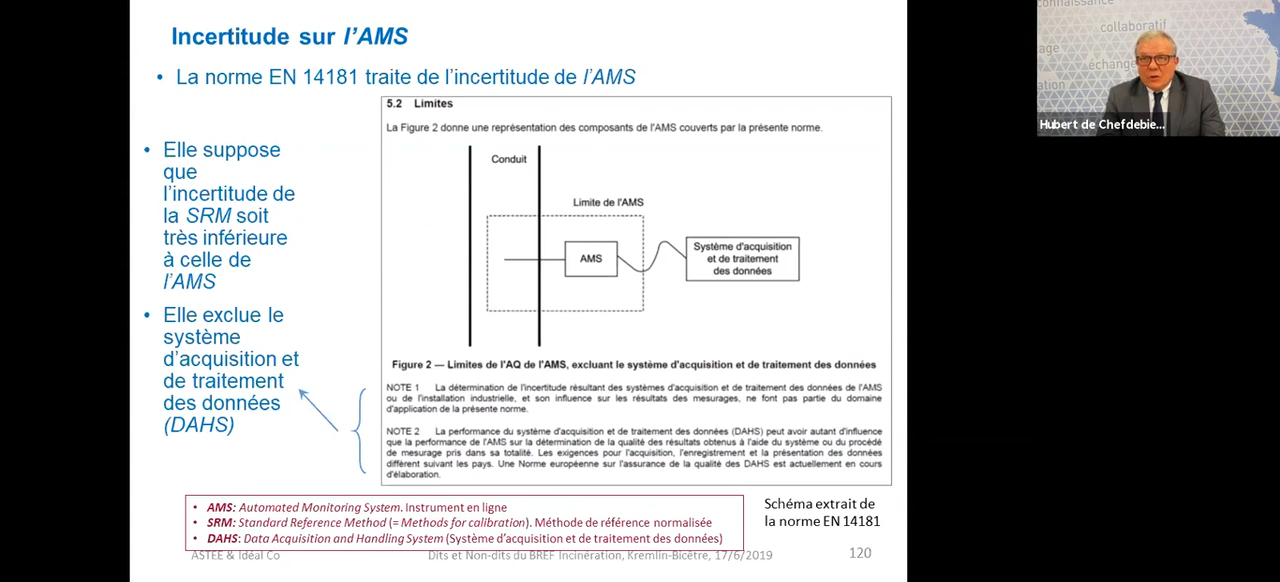 Incertitude sur l'AMS
• La norme EN 14181 traite de l'incertitude de l'AMS
• Elle suppose
que
l'incertitude de
la SRM soit
très inférieure
à celle de
l'AMS
• Elle exclue le
système
d'acquisition et
de traitement
des données
(DAHS)
5.2 Limites
La Figure 2 donne une représentation des composants de l'AMS couverts par la présente norme.
Conduit
Limite de l'AMS
AMS
Système d'acquisition
et de traitement
des données
Figure 2 — Limites de l'AQ de l'AMS, excluant le système d'acquisition et de traitement des données
NOTE 1 La détermination de l'incertitude résultant des systèmes d'acquisition et de traitement des données de l'AMS
ou de l'installation industrielle, et son influence sur les résultats des mesurages, ne font pas partie du domaine
d'application de la présente norme.
NOTE 2 La performance du système d'acquisition et de traitement des données (DAHS) peut avoir autant d'influence
que la performance de l'AMS sur la détermination de la qualité des résultats obtenus à l'aide du système ou du procédé
de mesurage pris dans sa totalité. Les exigences pour l'acquisition, l'enregistrement et la présentation des données
diffèrent suivant les pays. Une Norme européenne sur l'assurance de la qualité des DAHS est actuellement en cours
d'élaboration.
• AMS: Automated Monitoring System. Instrument en ligne
• SRM: Standard Reference Method (= Methods for calibration). Méthode de référence normalisée
• DAHS: Data Acquisition and Handling System (Système d'acquisition et de traitement des données)
Schéma extrait de
la norme EN 14181
ASTEE & Idéal Co
Dits et Non-dits du BREF Incinération, Kremlin-Bicêtre, 17/6/2019
120
connaissance
collaboratif
échange
Hubert de Chefdebie...